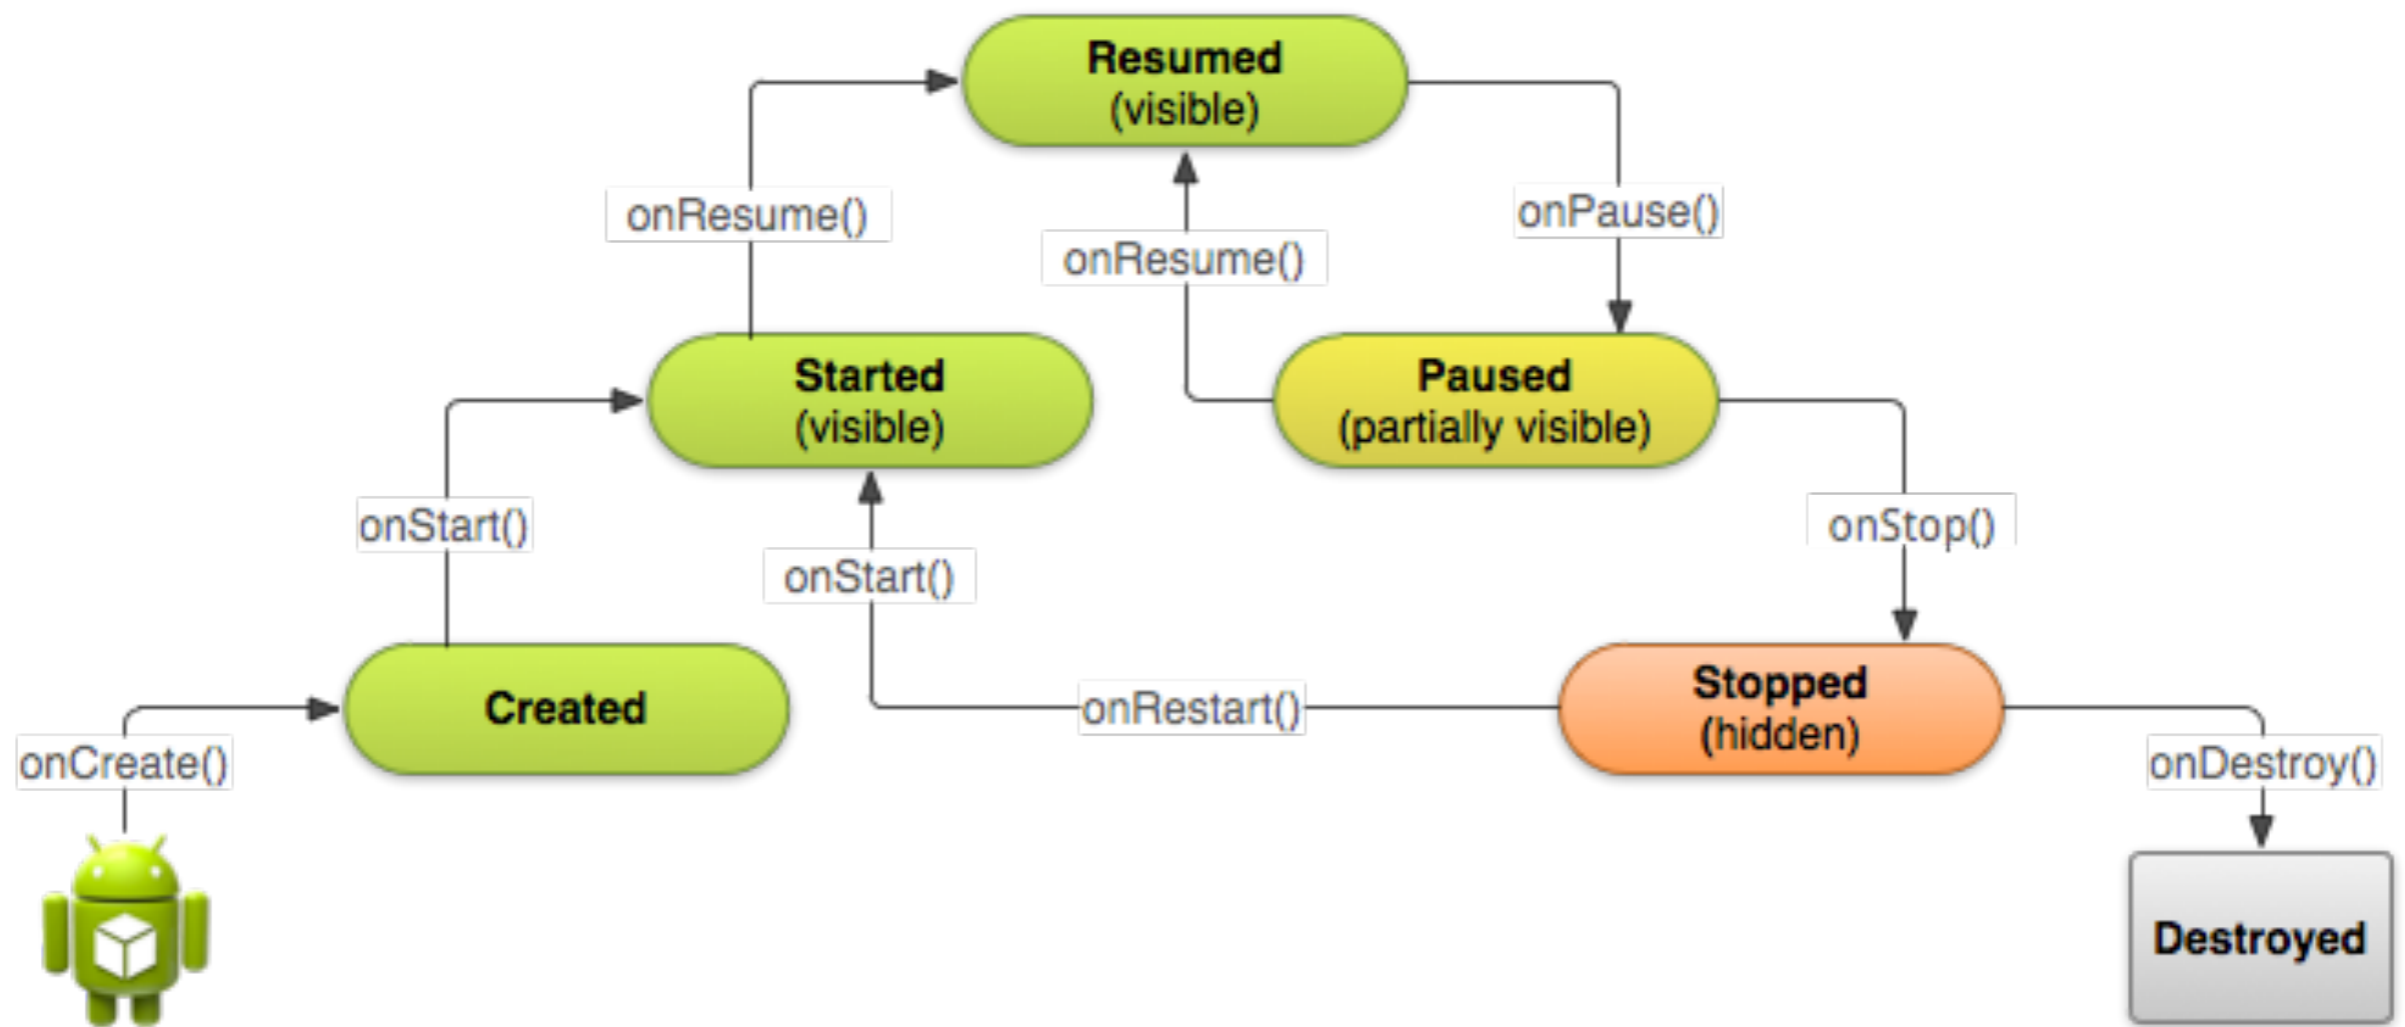 Resumed
(visible)
onResume()
onPause()
onResume()
Started
(visible)
Paused
(partially visible)
onStart()
onStop()
onStart()
Created
onRestart()
Stopped
(hidden)
onCreate()
onDestroy()
Destroyed